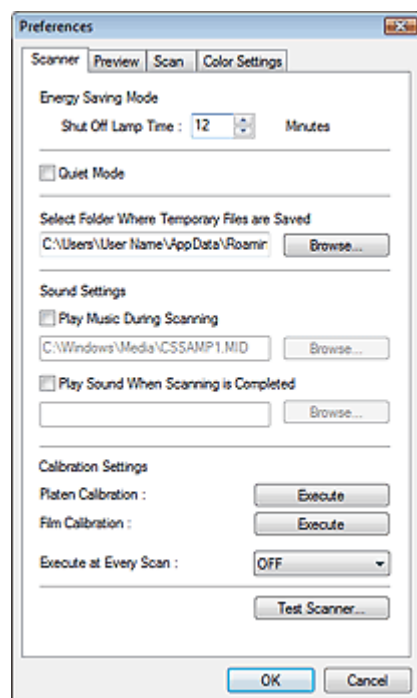 Preferences
Scanner Preview Scan Color Settings
Energy Saving Mode
Shut Off Lamp Time : 12 Minutes
Quiet Mode
Select Folder Where Temporary Files are Saved
C:\Users\User Name\AppData\Roamin Browse...
Sound Settings
Play Music During Scanning
C:\Windows\Media\CSSAMP1.MID Browse...
Play Sound When Scanning is Completed
Browse...
Calibration Settings
Platen Calibration : Execute
Film Calibration : Execute
Execute at Every Scan : OFF
Test Scanner...
OK Cancel